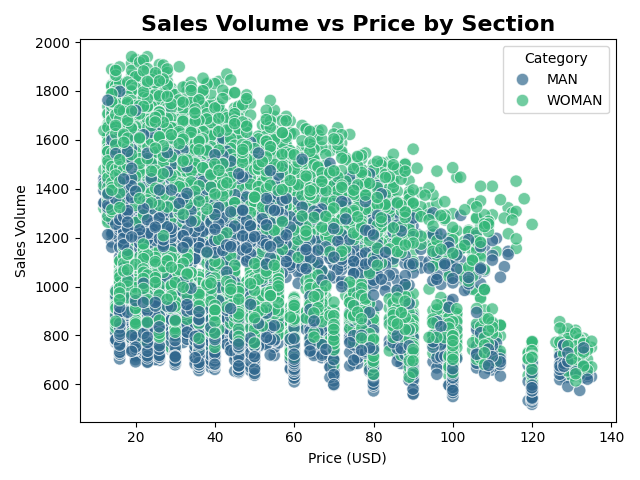 Sales Volume vs Price by Section
2000
1800
1600
1400
1200
1000
800
600
Sales Volume
Category
MAN
WOMAN
20
40
60
80
100
120
140
Price (USD)